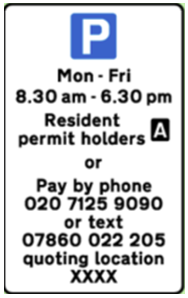 P
Mon - Fri
8.30 am - 6.30 pm
Resident
permit holders A
or
Pay by phone
020 7125 9090
or text
07860 022 205
quoting location
XXXX